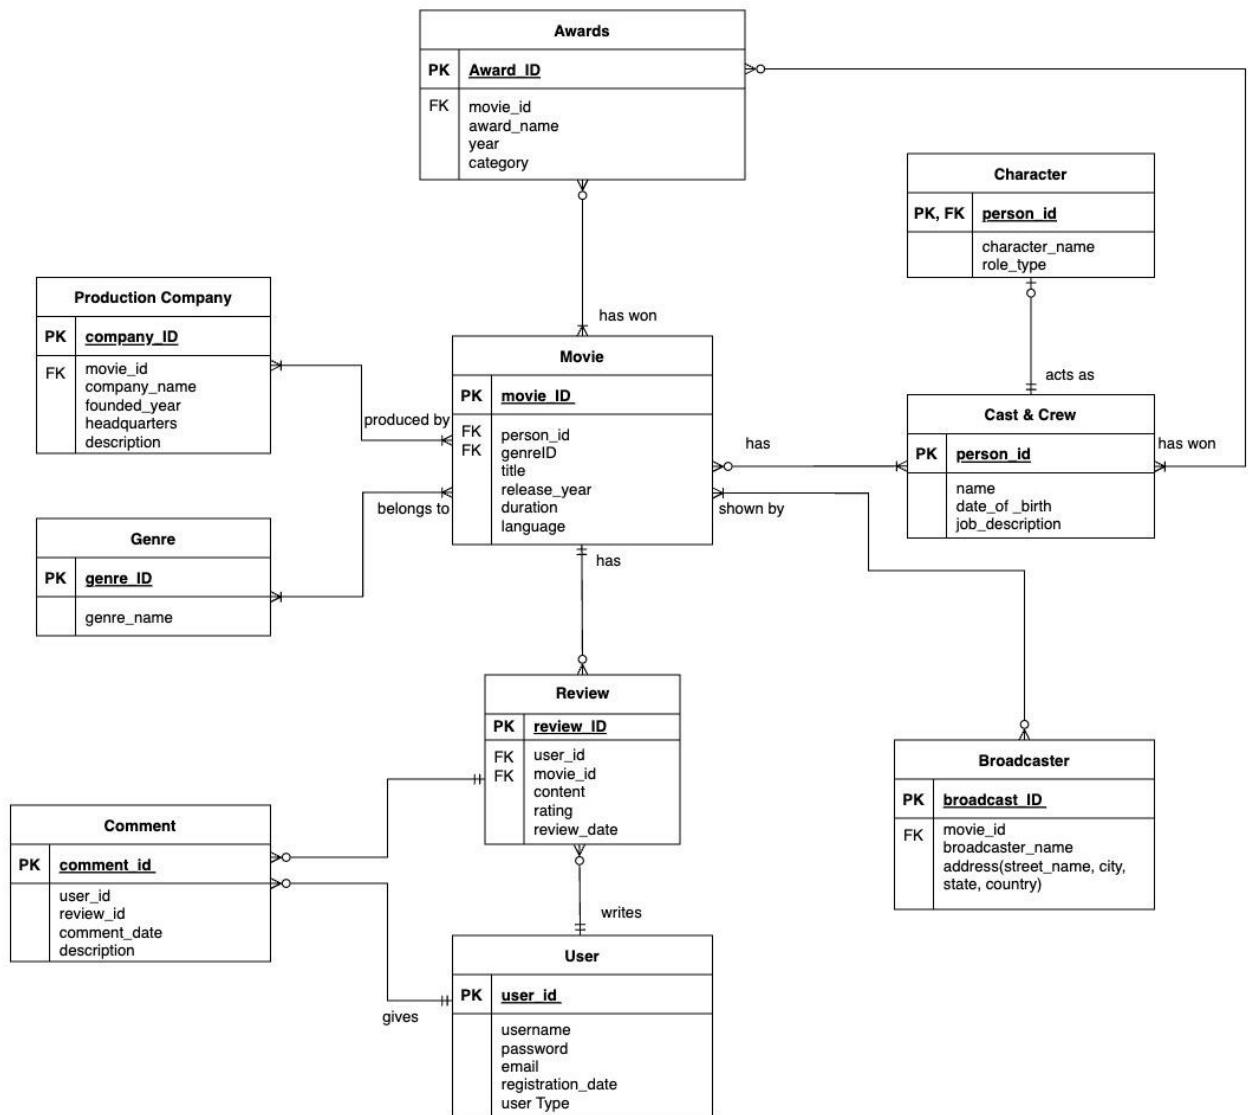 Awards
PK Award_ID
FK movie_id
award_name
year
category
Character
PK, FK person_id
character_name
role_type
Production Company
PK company_ID
FK movie_id
company_name
founded_year
headquarters
description
has won
Movie
PK movie_ID
FK person_id
FK genreID
title
release_year
duration
language
produced by
belongs to
has
shown by
has
acts as
Cast & Crew
PK person_id
name
date_of _birth
job_description
has won
Genre
PK genre_ID
genre_name
Review
PK review_ID
FK user_id
FK movie_id
content
rating
review_date
Broadcaster
PK broadcast_ID
FK movie_id
broadcaster_name
address(street_name, city,
state, country)
Comment
PK comment_id
user_id
review_id
comment_date
description
writes
gives
User
PK user_id
username
password
email
registration_date
user Type